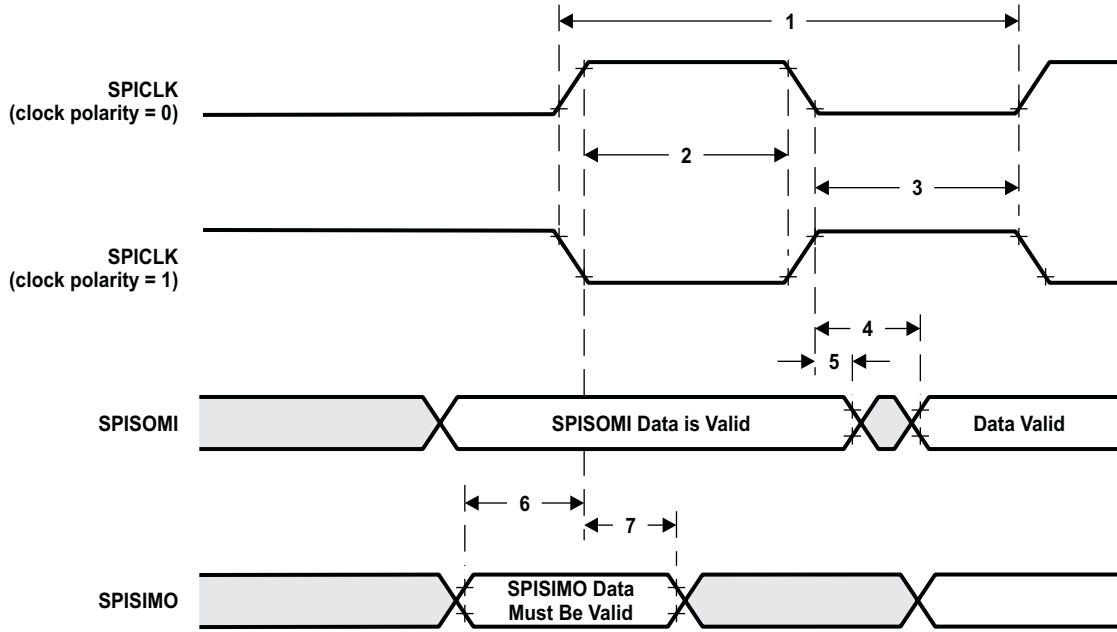 1
SPICLK
(clock polarity = 0)
2
3
SPICLK
(clock polarity = 1)
4
5
SPISOMI
SPISOMI Data is Valid
Data Valid
6
7
SPISIMO
SPISIMO Data
Must Be Valid